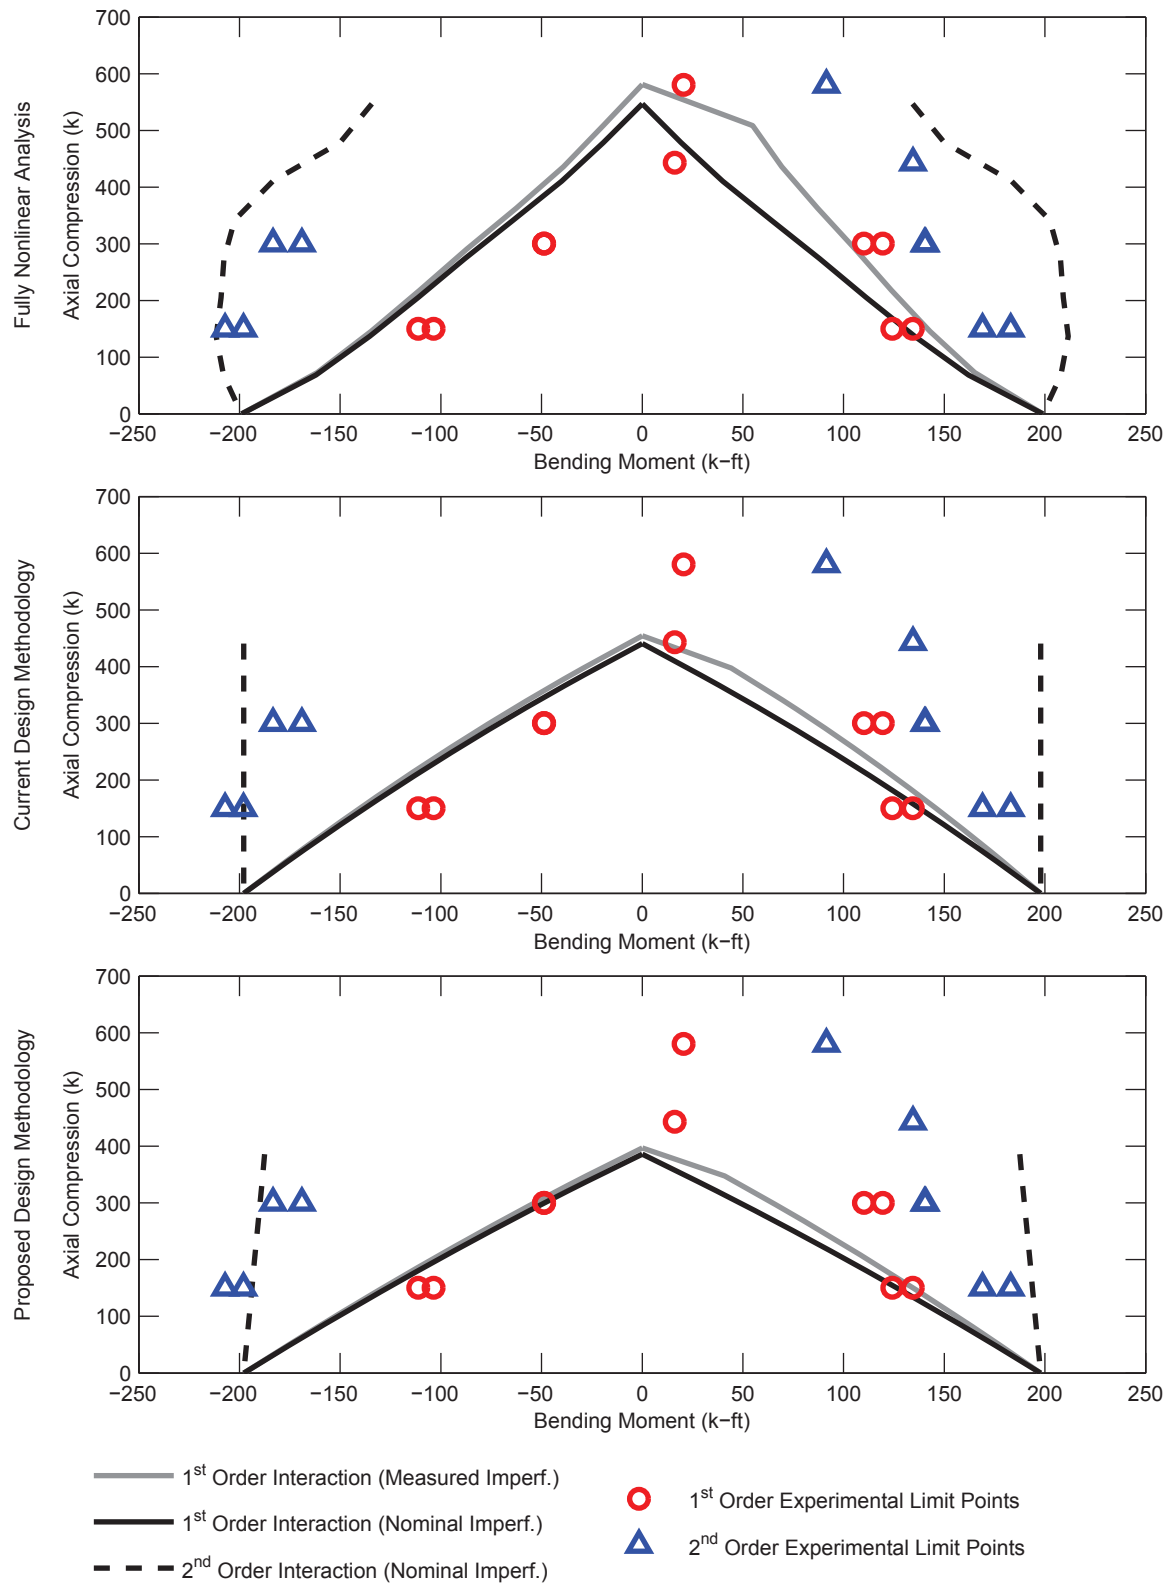 Fully Nonlinear Analysis
Axial Compression (k)
700
600
500
400
300
200
100
0
−250 −200 −150 −100 −50 0 50 100 150 200 250
Bending Moment (k−ft)
Current Design Methodology
Axial Compression (k)
700
600
500
400
300
200
100
0
−250 −200 −150 −100 −50 0 50 100 150 200 250
Bending Moment (k−ft)
Proposed Design Methodology
Axial Compression (k)
700
600
500
400
300
200
100
0
−250 −200 −150 −100 −50 0 50 100 150 200 250
Bending Moment (k−ft)
1st Order Interaction (Measured Imperf.)
1st Order Interaction (Nominal Imperf.)
2nd Order Interaction (Nominal Imperf.)
1st Order Experimental Limit Points
2nd Order Experimental Limit Points